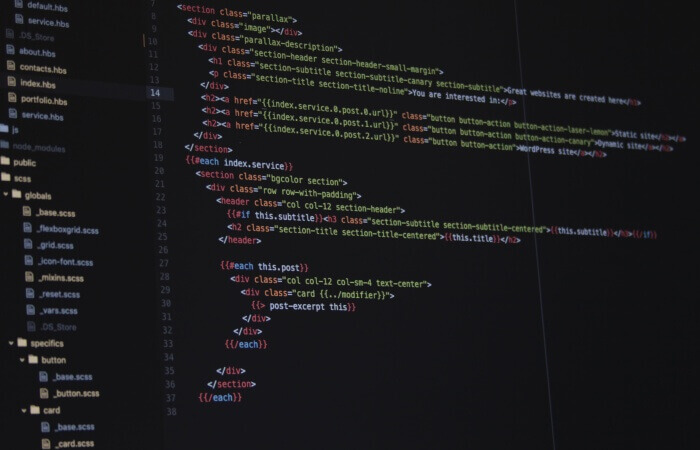 default.hbs
service.hbs
.DS_Store
about.hbs
contacts.hbs
index.hbs
portfolio.hbs
service.hbs
js
node_modules
public
scss
globals
_base.scss
_flexboxgrid.scss
_grid.scss
_icon-font.scss
_mixins.scss
_reset.scss
_vars.scss
.DS_Store
specifics
button
_base.scss
_button.scss
card
_base.scss
_card.scss
7 <section class="parallax">
8 <div class="image"></div>
9 <div class="parallax-description">
10 <div class="section-header section-header-small-margin">
11 <h1 class="section-subtitle section-subtitle-canary section-subtitle">Great websites are created here</h1>
12 <p class="section-title section-title-noline">You are interested in:</p>
13 </div>
14 <h2><a href="{{index.service.0.post.0.url}}" class="button button-action button-action-laser-lemon">Static site</a></h2>
15 <h2><a href="{{index.service.0.post.1.url}}" class="button button-action button-action-canary">Dynamic site</a></h2>
16 <h2><a href="{{index.service.0.post.2.url}}" class="button button-action">WordPress site</a></h2>
17 </div>
18 </section>
19 {{#each index.service}}
20 <section class="bgcolor section">
21 <div class="row row-with-padding">
22 <header class="col col-12 section-header">
23 {{#if this.subtitle}}<h3 class="section-subtitle section-subtitle-centered">{{this.subtitle}}</h3>{{/if}}
24 <h2 class="section-title section-title-centered">{{this.title}}</h2>
25 </header>
26
27 {{#each this.post}}
28 <div class="col col-12 col-sm-4 text-center">
29 <div class="card {{../modifier}}">
30 {{> post-excerpt this}}
31 </div>
32 </div>
33 {{/each}}
34
35 </div>
36 </section>
37 {{/each}}
38